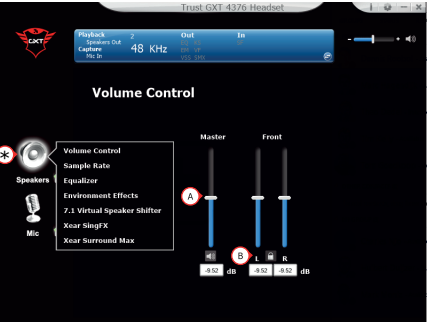 Trust GXT 4376 Headset
i
GXT
Playback 2 Out In
Speakers Out
Capture 48 KHz
Mic In
VSS SMX
- +
Volume Control
Master Front
*
Volume Control
Sample Rate
Speakers
Equalizer
Environment Effects
A
7.1 Virtual Speaker Shifter
Xear SingFX
Mic
Xear Surround Max
B
L R
-9.52 dB -9.52 -9.52 dB